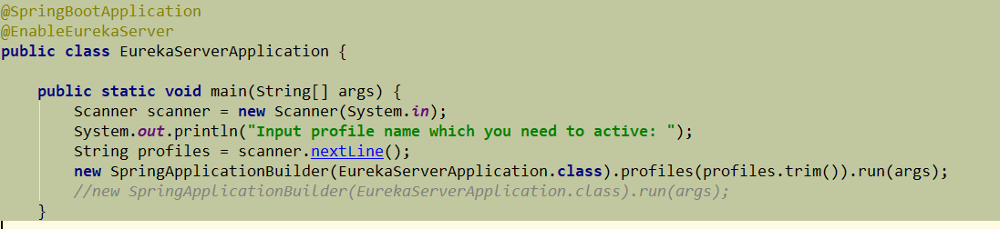 @SpringBootApplication
@EnableEurekaServer
public class EurekaServerApplication {
public static void main(String[] args) {
Scanner scanner = new Scanner(System.in);
System.out.println("Input profile name which you need to active: ");
String profiles = scanner.nextLine();
new SpringApplicationBuilder(EurekaServerApplication.class).profiles(profiles.trim()).run(args);
//new SpringApplicationBuilder(EurekaServerApplication.class).run(args);
}